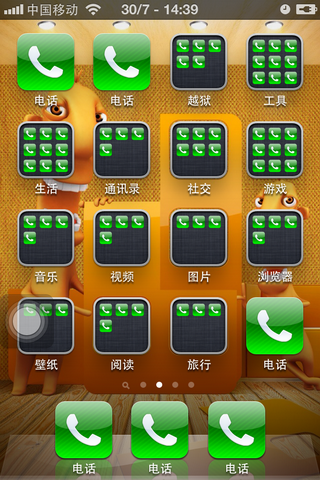 中国移动 30/7 - 14:39
电话 电话 越狱 工具
生活 通讯录 社交 游戏
音乐 视频 图片 浏览器
壁纸 阅读 旅行 电话
电话 电话 电话